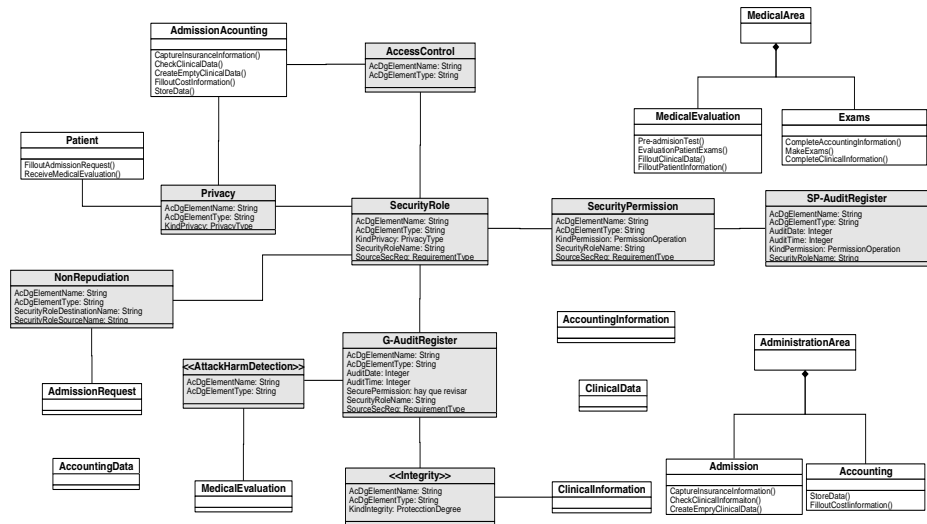 AdmissionAcounting
CaptureInsuranceInformation()
CheckClinicalData()
CreateEmptyClinicalData()
FilloutCostInformation()
StoreData()
AccessControl
AcDgElementName: String
AcDgElementType: String
MedicalArea
MedicalEvaluation
Pre-admisionTest()
EvaluationPatientExams()
FilloutClinicalData()
FilloutPatientInformation()
Exams
CompleteAccountingInformation()
MakeExams()
CompleteClinicalInformation()
Patient
FilloutAdmissionRequest()
ReceiveMedicalEvaluation()
Privacy
AcDgElementName: String
AcDgElementType: String
KindPrivacy: PrivacyType
SecurityRole
AcDgElementName: String
AcDgElementType: String
KindPrivacy: PrivacyType
SecurityRoleName: String
SourceSecReq: RequirementType
SecurityPermission
AcDgElementName: String
AcDgElementType: String
KindPermission: PermissionOperation
SecurityRoleName: String
SourceSecReq: RequirementType
SP-AuditRegister
AcDgElementName: String
AcDgElementType: String
AuditDate: Integer
AuditTime: Integer
KindPermission: PermissionOperation
SecurityRoleName: String
NonRepudiation
AcDgElementName: String
AcDgElementType: String
SecurityRoleDestinationName: String
SecurityRoleSourceName: String
G-AuditRegister
AcDgElementName: String
AcDgElementType: String
AuditDate: Integer
AuditTime: Integer
SecurePermission: hay que revisar
SecurityRoleName: String
SourceSecReq: RequirementType
AccountingInformation
AdministrationArea
<<AttackHarmDetection>>
AcDgElementName: String
AcDgElementType: String
AdmissionRequest
ClinicalData
AccountingData
MedicalEvaluation
<<Integrity>>
AcDgElementName: String
AcDgElementType: String
KindIntegrity: ProtecctionDegree
ClinicalInformation
Admission
CaptureInsuranceInformation()
CheckClinicalInformaiton()
CreateEmptyClinicalData()
Accounting
StoreData()
FilloutCostIinformation()